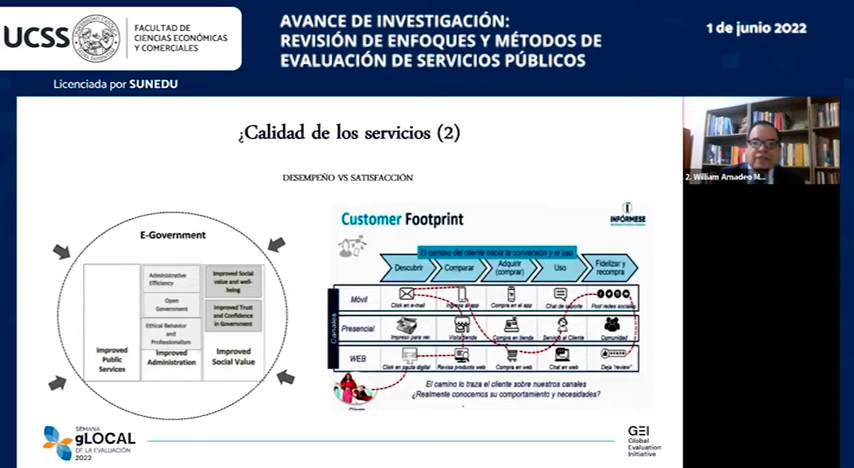 UCSS
FACULTAD DE
CIENCIAS ECONÓMICAS
Y COMERCIALES
Licenciada por SUNEDU
AVANCE DE INVESTIGACIÓN:
REVISIÓN DE ENFOQUES Y MÉTODOS DE
EVALUACIÓN DE SERVICIOS PÚBLICOS
1 de junio 2022
¿Calidad de los servicios (2)
DESEMPEÑO VS SATISFACCIÓN
2. William Amadeo M...
E-Government
Administrative
Efficiency
Open
Government
Ethical Behavior
and
Professionalism
Improved Social
value and well-
being
Improved Trust
and Confidence
in Government
Improved
Public
Services
Improved
Administration
Improved
Social Value
Customer Footprint
INFÓRMESE
El camino del cliente hacia la conversión y el uso
Descubrir
Comparar
Adquirir
(comprar)
Uso
Fidelizar y
recompra
Canales
Móvil
Click en e-mail
Ingresa al app
Compra en el app
Chat de soporte
Post redes sociales
Presencial
Impreso para ver.
Visita tienda
Compra en tienda
Servicio al Cliente
Comunidad
WEB
Click en pauta digital
Revisa producto web
Compra en web
Chat en web
Deja "review"
El camino lo traza el cliente sobre nuestros canales
¿Realmente conocemos su comportamiento y necesidades?
SEMANA
gLOCAL
DE LA EVALUACIÓN
2022
GEI
Global
Evaluation
Initiative